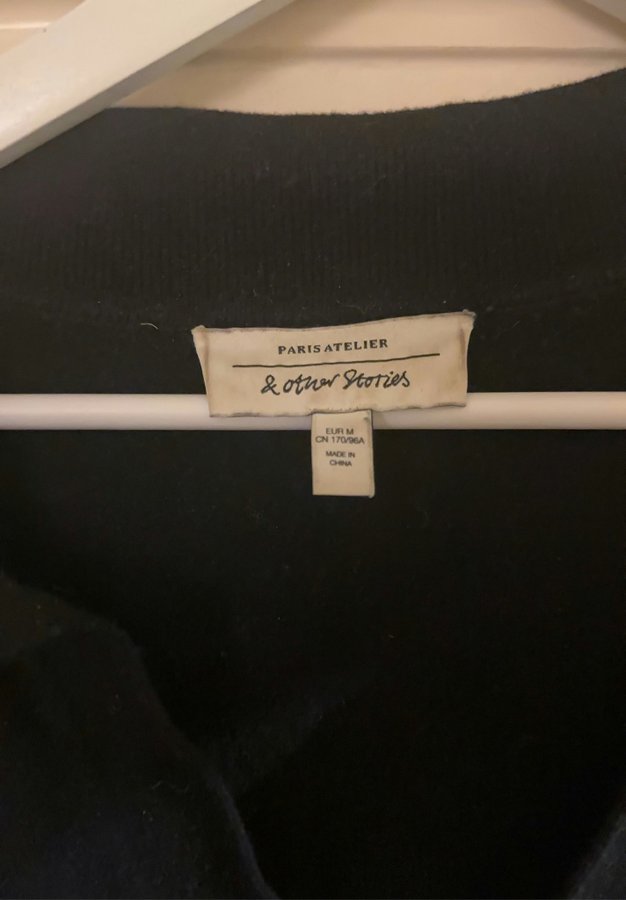 PARIS ATELIER
& other Stories
EUR M
CN 170/96A
MADE IN
CHINA